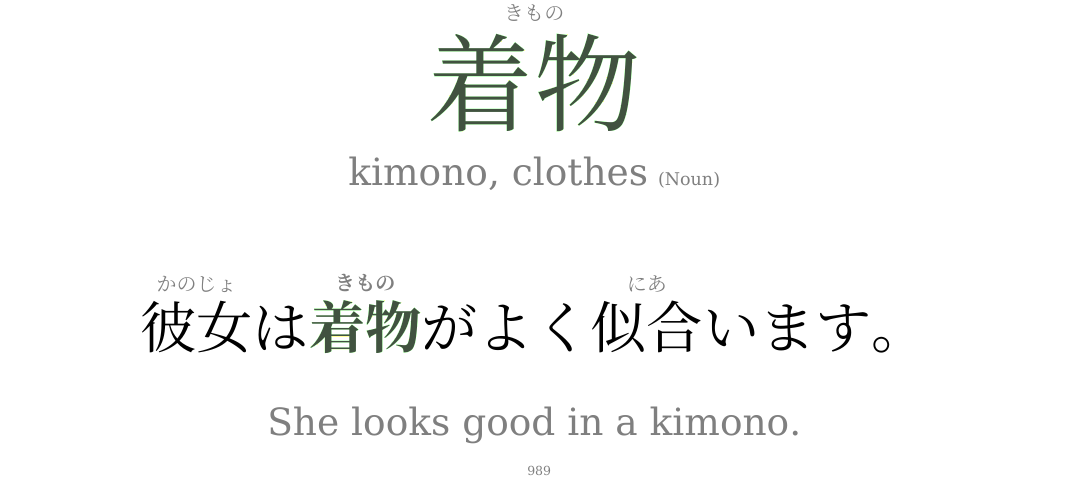 きもの
着物
kimono, clothes (Noun)
かのじょ きもの にあ
彼女は着物がよく似合います。
She looks good in a kimono.
989